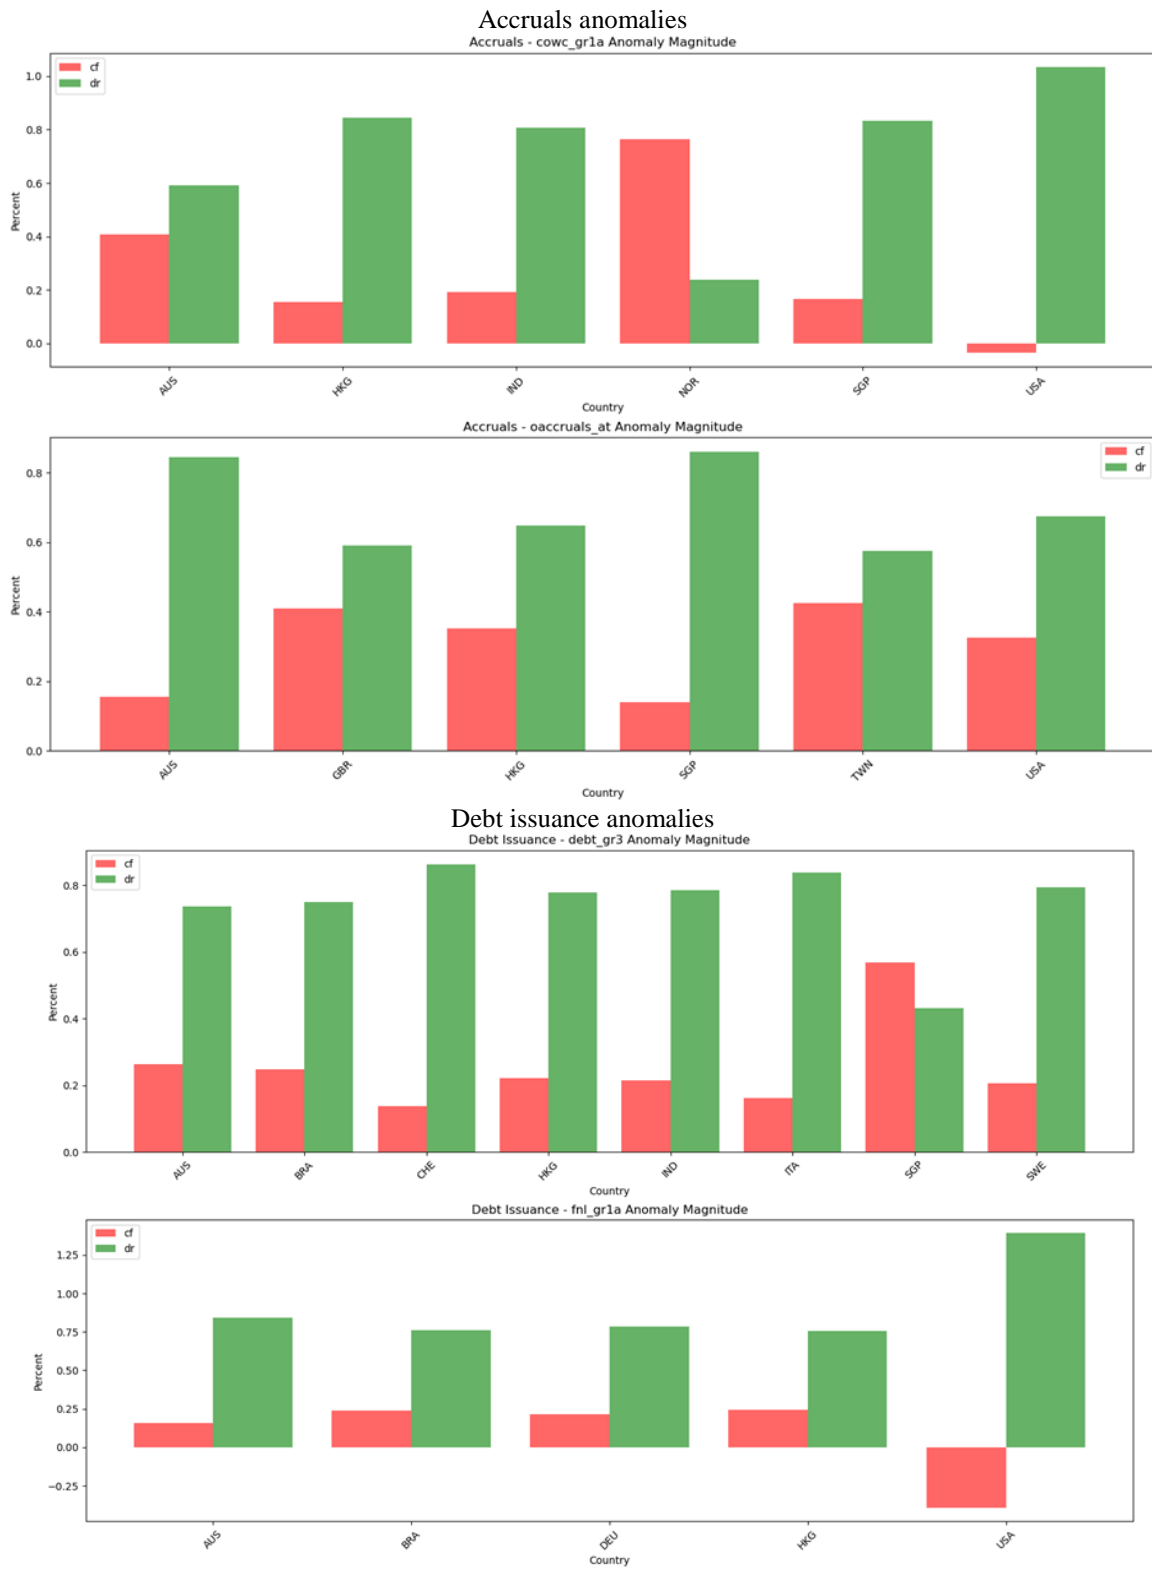 Accruals anomalies
Accruals - cowc_gr1a Anomaly Magnitude
cf
dr
1.0
0.8
0.6
0.4
0.2
0.0
Percent
AUS HKG IND NOR SGP USA
Country
Accruals - oaccruals_at Anomaly Magnitude
cf
dr
0.8
0.6
0.4
0.2
0.0
Percent
AUS GBR HKG SGP TWN USA
Country
Debt issuance anomalies
Debt Issuance - debt_gr3 Anomaly Magnitude
cf
dr
0.8
0.6
0.4
0.2
0.0
Percent
AUS BRA CHE HKG IND ITA SGP SWE
Country
Debt Issuance - fnl_gr1a Anomaly Magnitude
cf
dr
1.25
1.00
0.75
0.50
0.25
0.00
−0.25
Percent
AUS BRA DEU HKG USA
Country